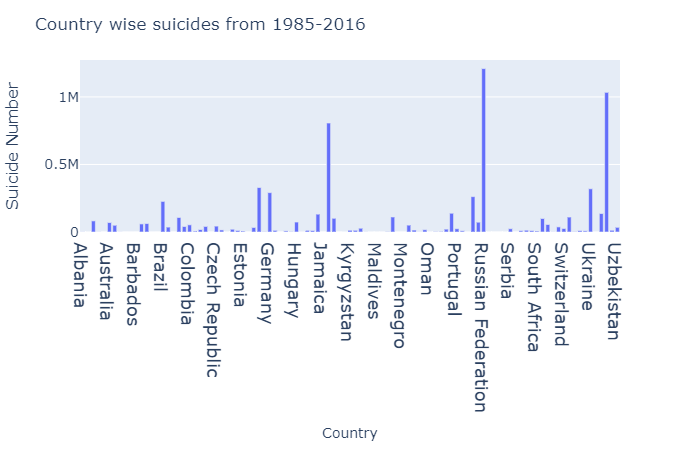 Country wise suicides from 1985-2016
Suicide Number
1M
0.5M
0
Albania
Australia
Barbados
Brazil
Colombia
Czech Republic
Estonia
Germany
Hungary
Jamaica
Kyrgyzstan
Maldives
Montenegro
Oman
Portugal
Russian Federation
Serbia
South Africa
Switzerland
Ukraine
Uzbekistan
Country